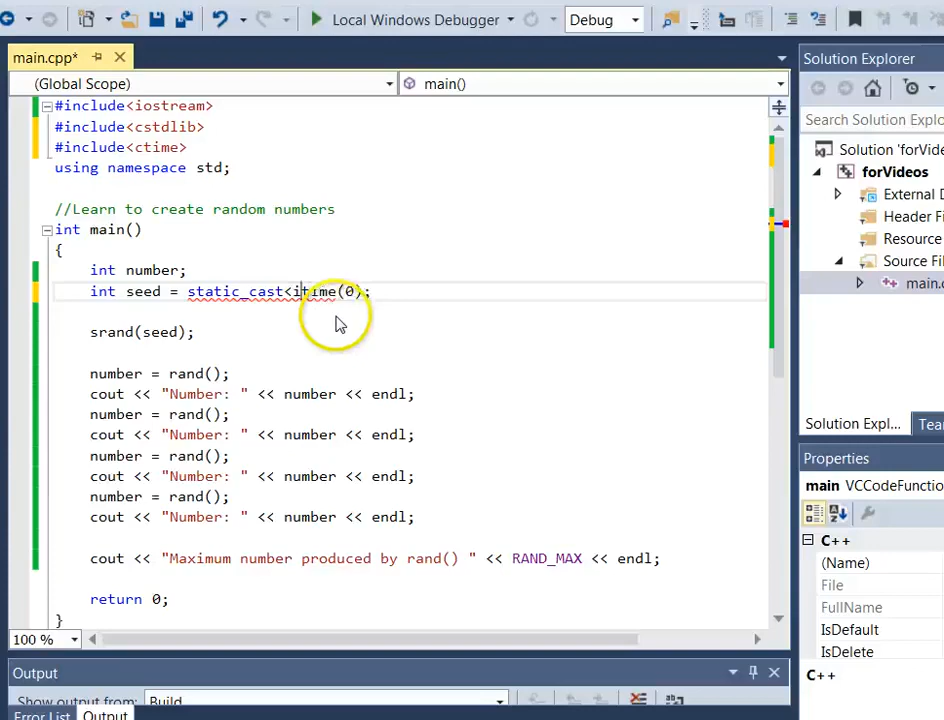 Local Windows Debugger
Debug
main.cpp*
(Global Scope)
main()
#include<iostream>
#include<cstdlib>
#include<ctime>
using namespace std;
//Learn to create random numbers
int main()
{
int number;
int seed = static_cast<itime(0);
srand(seed);
number = rand();
cout << "Number: " << number << endl;
number = rand();
cout << "Number: " << number << endl;
number = rand();
cout << "Number: " << number << endl;
number = rand();
cout << "Number: " << number << endl;
cout << "Maximum number produced by rand() " << RAND_MAX << endl;
return 0;
}
100 %
Output
Show output from:
Build
Error List
Output
Solution Explorer
Search Solution Explo
Solution 'forVide
forVideos
External D
Header Fi
Resource
Source Fi
main.c
Solution Expl...
Tea
Properties
main VCCodeFunctio
C++
(Name)
File
FullName
IsDefault
IsDelete
C++